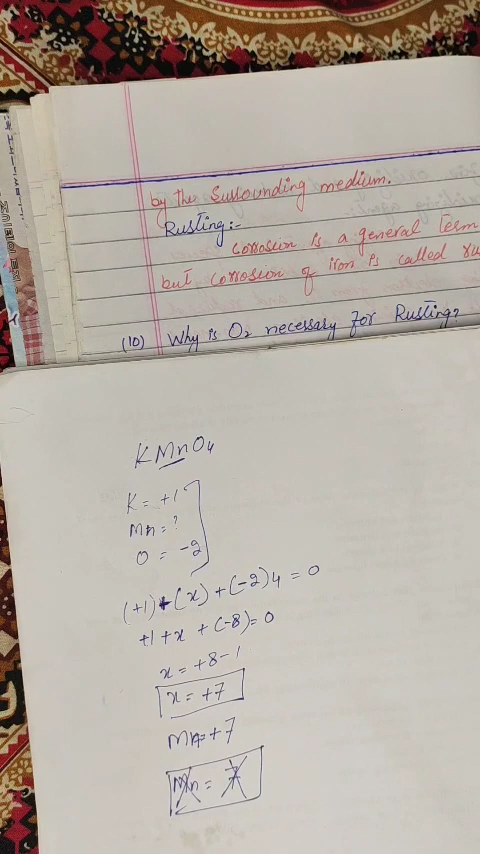 by the Surrounding medium.
Rusting:-
Corrosion is a general Term
but corrosion of iron is called
(10) Why is O₂ necessary for Rusting?
KMnO₄
K = +1
Mn = ?
O = -2
(+1) + (x) + (-2)4 = 0
+1 + x + (-8) = 0
x = +8 - 1
x = +7
Mn = +7
Mn = 7